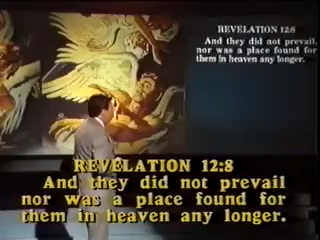 REVELATION 12:8
And they did not prevail,
nor was a place found for
them in heaven any longer.
REVELATION 12:8
And they did not prevail
nor was a place found for
them in heaven any longer.